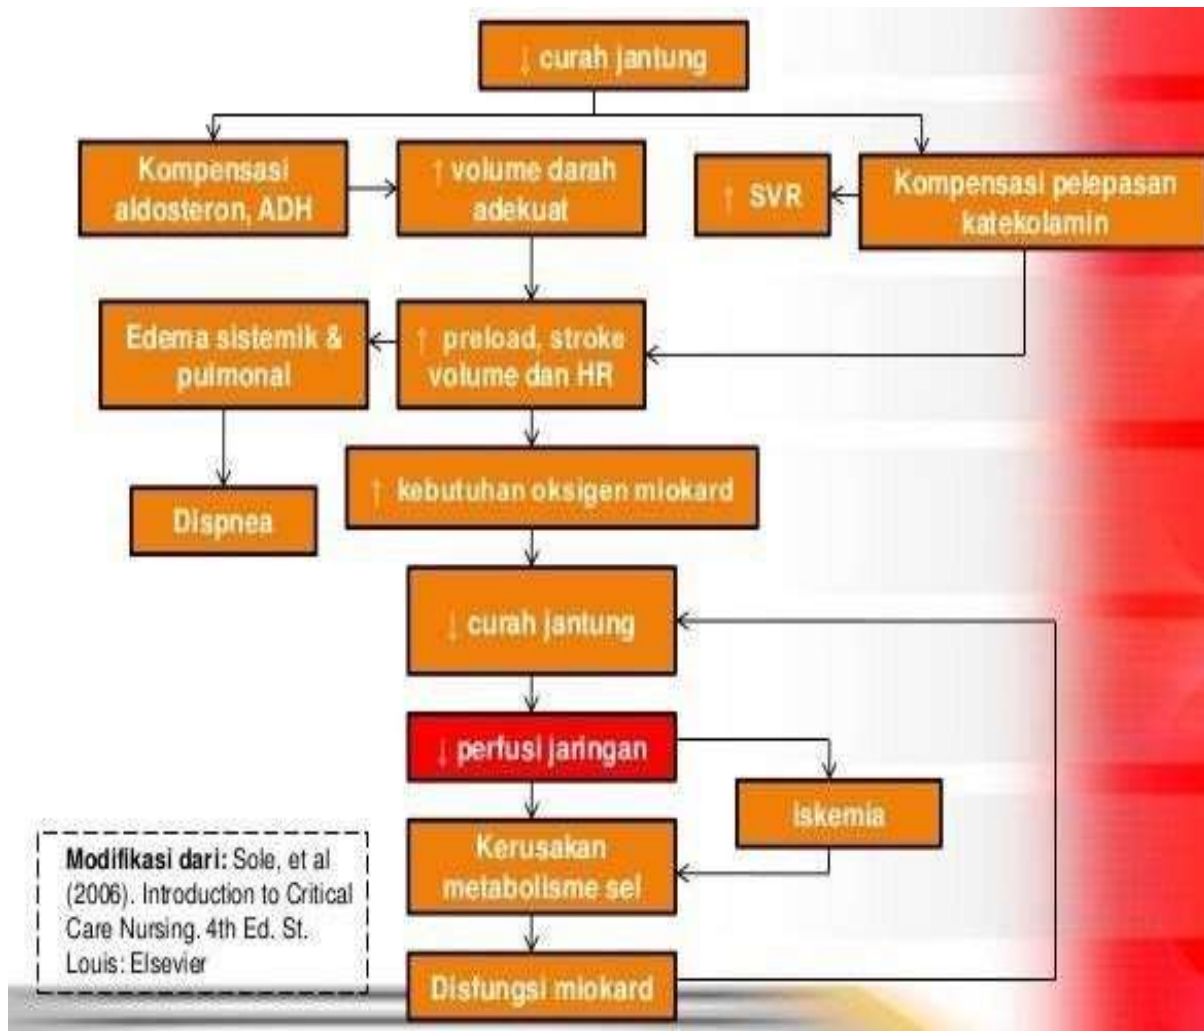 ↓ curah jantung
Kompensasi
aldosteron, ADH
↑ volume darah
adekuat
↑ SVR
Kompensasi pelepasan
katekolamin
Edema sistemik &
pulmonal
↑ preload, stroke
volume dan HR
↑ kebutuhan oksigen miokard
Dispnea
↓ curah jantung
↓ perfusi jaringan
Iskemia
Kerusakan
metabolisme sel
Disfungsi miokard
Modifikasi dari: Sole, et al
(2006). Introduction to Critical
Care Nursing. 4th Ed. St.
Louis: Elsevier